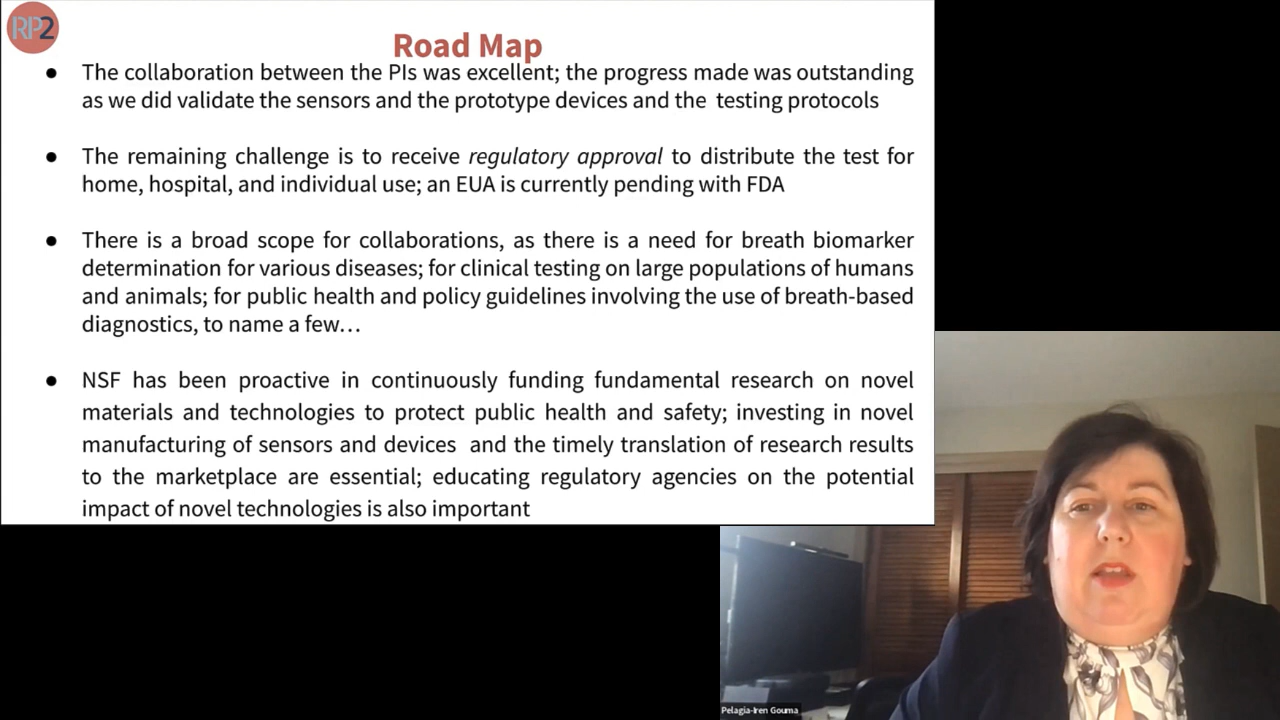 RP2
Road Map
● The collaboration between the PIs was excellent; the progress made was outstanding
as we did validate the sensors and the prototype devices and the testing protocols
● The remaining challenge is to receive regulatory approval to distribute the test for
home, hospital, and individual use; an EUA is currently pending with FDA
● There is a broad scope for collaborations, as there is a need for breath biomarker
determination for various diseases; for clinical testing on large populations of humans
and animals; for public health and policy guidelines involving the use of breath-based
diagnostics, to name a few…
● NSF has been proactive in continuously funding fundamental research on novel
materials and technologies to protect public health and safety; investing in novel
manufacturing of sensors and devices and the timely translation of research results
to the marketplace are essential; educating regulatory agencies on the potential
impact of novel technologies is also important
Pelagia-Iren Gouma